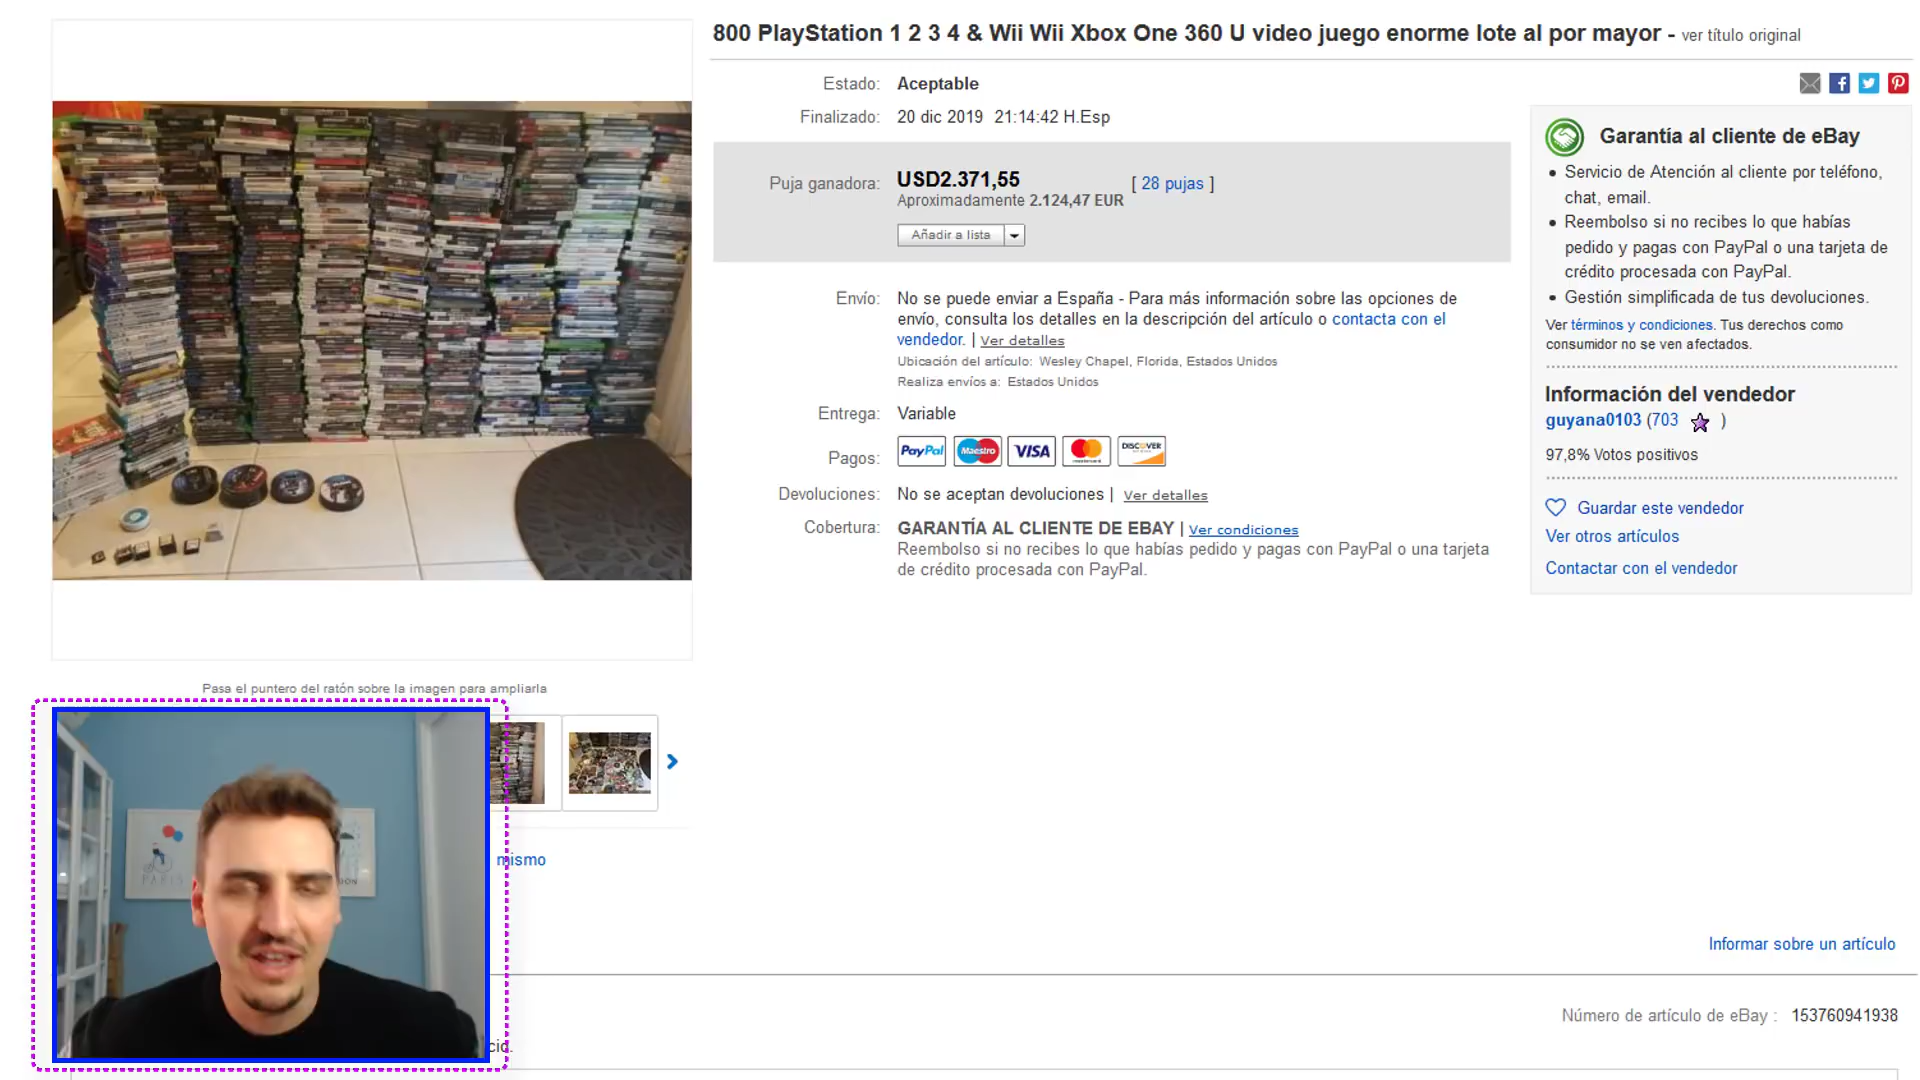 800 PlayStation 1 2 3 4 & Wii Wii Xbox One 360 U video juego enorme lote al por mayor - ver título original
Estado: Aceptable
Finalizado: 20 dic 2019 21:14:42 H.Esp
Puja ganadora: USD2.371,55 [ 28 pujas ]
Aproximadamente 2.124,47 EUR
Añadir a lista
Envío: No se puede enviar a España - Para más información sobre las opciones de
envío, consulta los detalles en la descripción del artículo o contacta con el
vendedor. | Ver detalles
Ubicación del artículo: Wesley Chapel, Florida, Estados Unidos
Realiza envíos a: Estados Unidos
Entrega: Variable
Pagos: PayPal Maestro VISA mastercard DISCOVER
Devoluciones: No se aceptan devoluciones | Ver detalles
Cobertura: GARANTÍA AL CLIENTE DE EBAY | Ver condiciones
Reembolso si no recibes lo que habías pedido y pagas con PayPal o una tarjeta
de crédito procesada con PayPal.
Garantía al cliente de eBay
• Servicio de Atención al cliente por teléfono,
chat, email.
• Reembolso si no recibes lo que habías
pedido y pagas con PayPal o una tarjeta de
crédito procesada con PayPal.
• Gestión simplificada de tus devoluciones.
Ver términos y condiciones. Tus derechos como
consumidor no se ven afectados.
Información del vendedor
guyana0103 (703 )
97,8% Votos positivos
Guardar este vendedor
Ver otros artículos
Contactar con el vendedor
Pasa el puntero del ratón sobre la imagen para ampliarla
mismo
PARIS
Informar sobre un artículo
Número de artículo de eBay : 153760941938